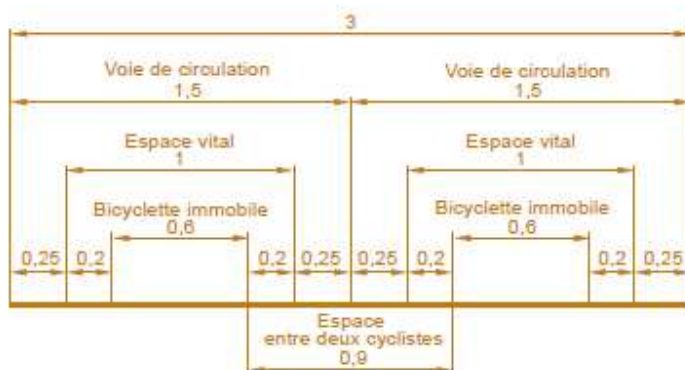 3
Voie de circulation Voie de circulation
1,5 1,5
Espace vital Espace vital
1 1
Bicyclette immobile Bicyclette immobile
0,6 0,6
0,25 0,2 0,2 0,25 0,25 0,2 0,2 0,25
Espace
entre deux cyclistes
0,9